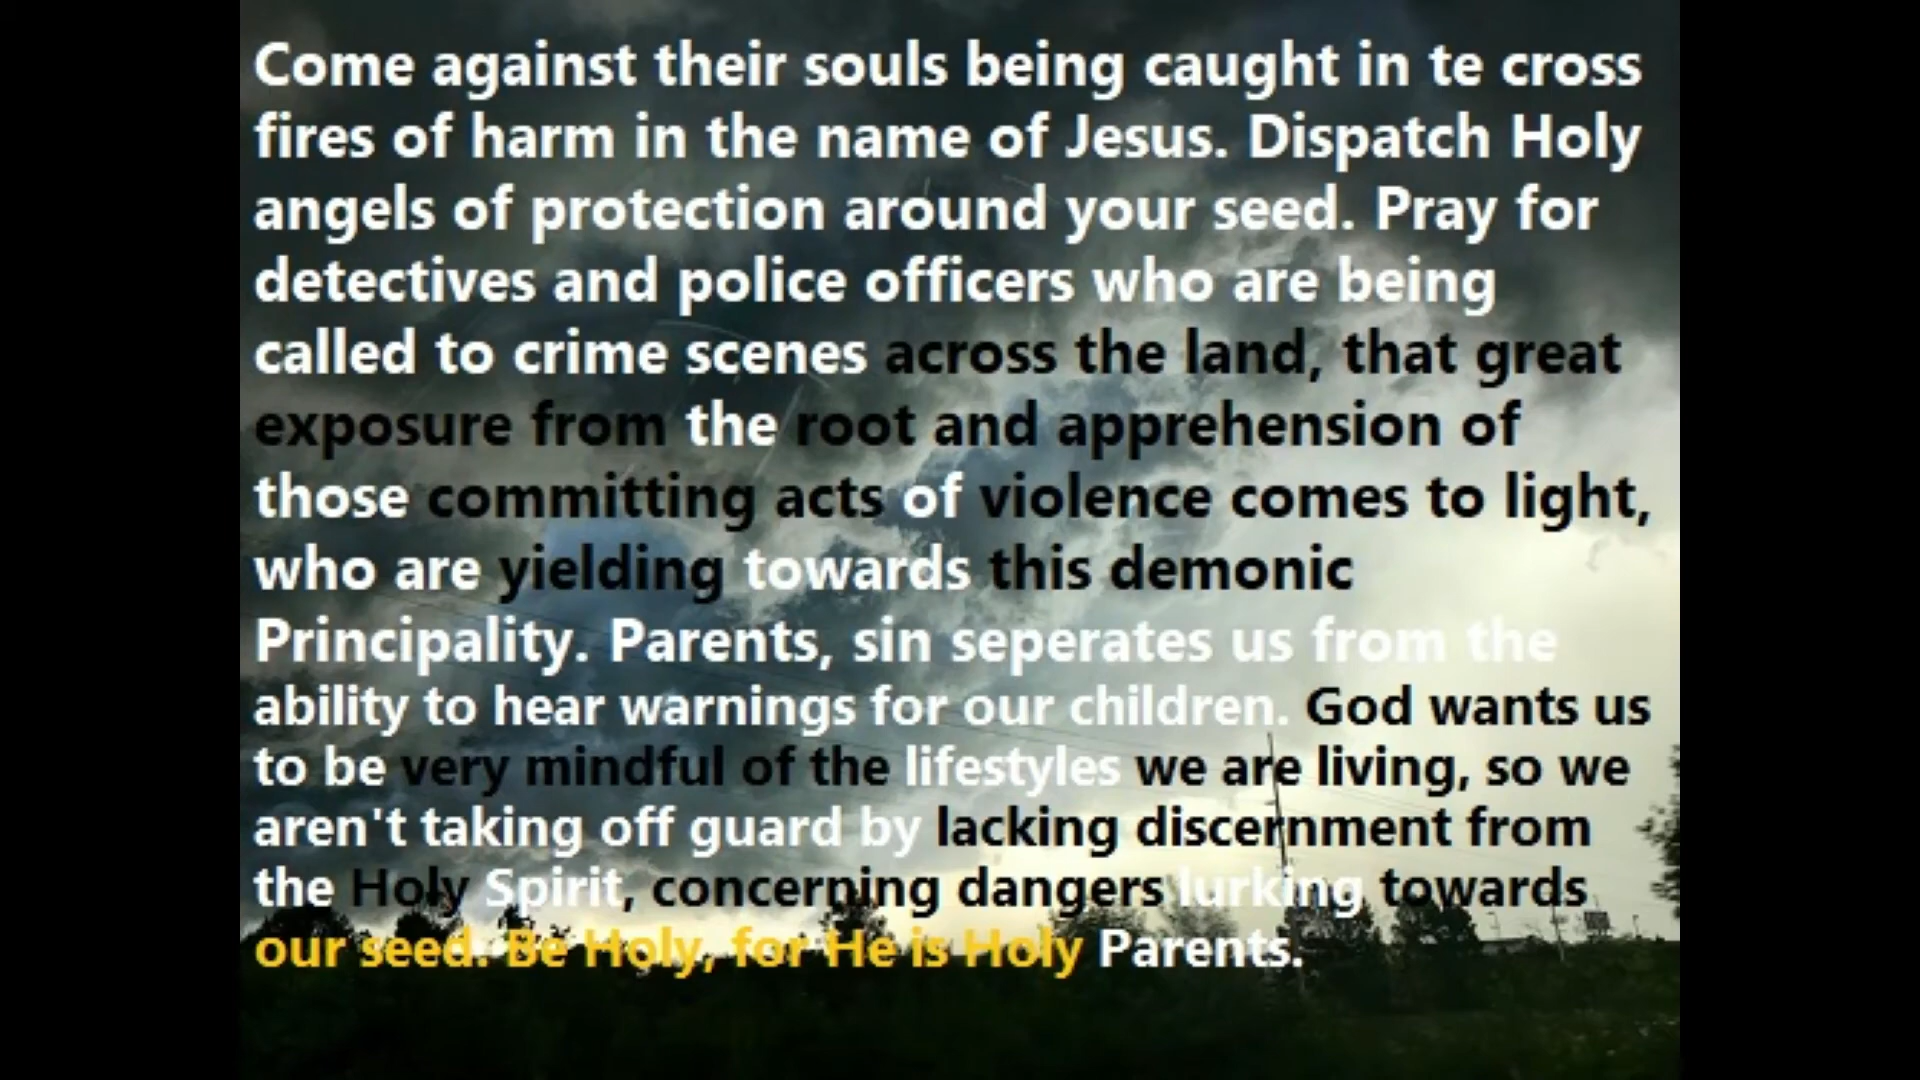 Come against their souls being caught in te cross
fires of harm in the name of Jesus. Dispatch Holy
angels of protection around your seed. Pray for
detectives and police officers who are being
called to crime scenes across the land, that great
exposure from the root and apprehension of
those committing acts of violence comes to light,
who are yielding towards this demonic
Principality. Parents, sin seperates us from the
ability to hear warnings for our children. God wants us
to be very mindful of the lifestyles we are living, so we
aren't taking off guard by lacking discernment from
the Holy Spirit, concerning dangers lurking towards
our seed. Be Holy, for He is Holy Parents.